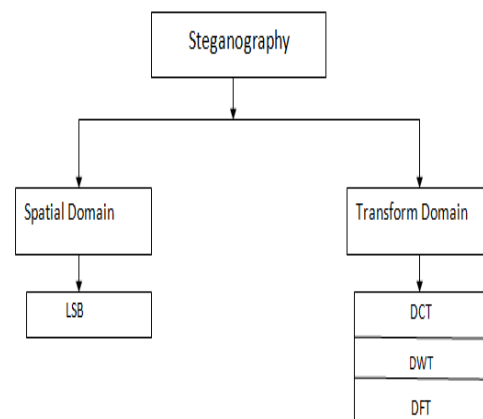 Steganography
Spatial Domain
Transform Domain
LSB
DCT
DWT
DFT